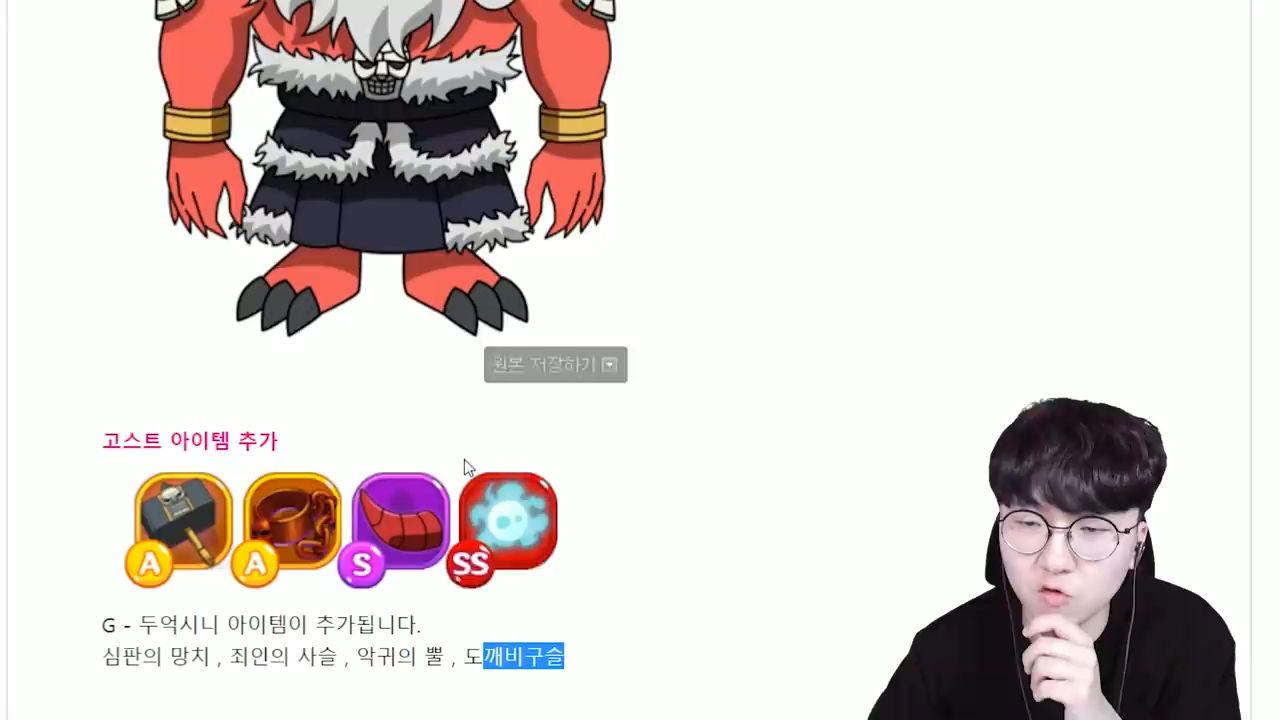 원본 저장하기
고스트 아이템 추가
A A S SS
G - 두억시니 아이템이 추가됩니다.
심판의 망치 , 죄인의 사슬 , 악귀의 뿔 , 도깨비구슬